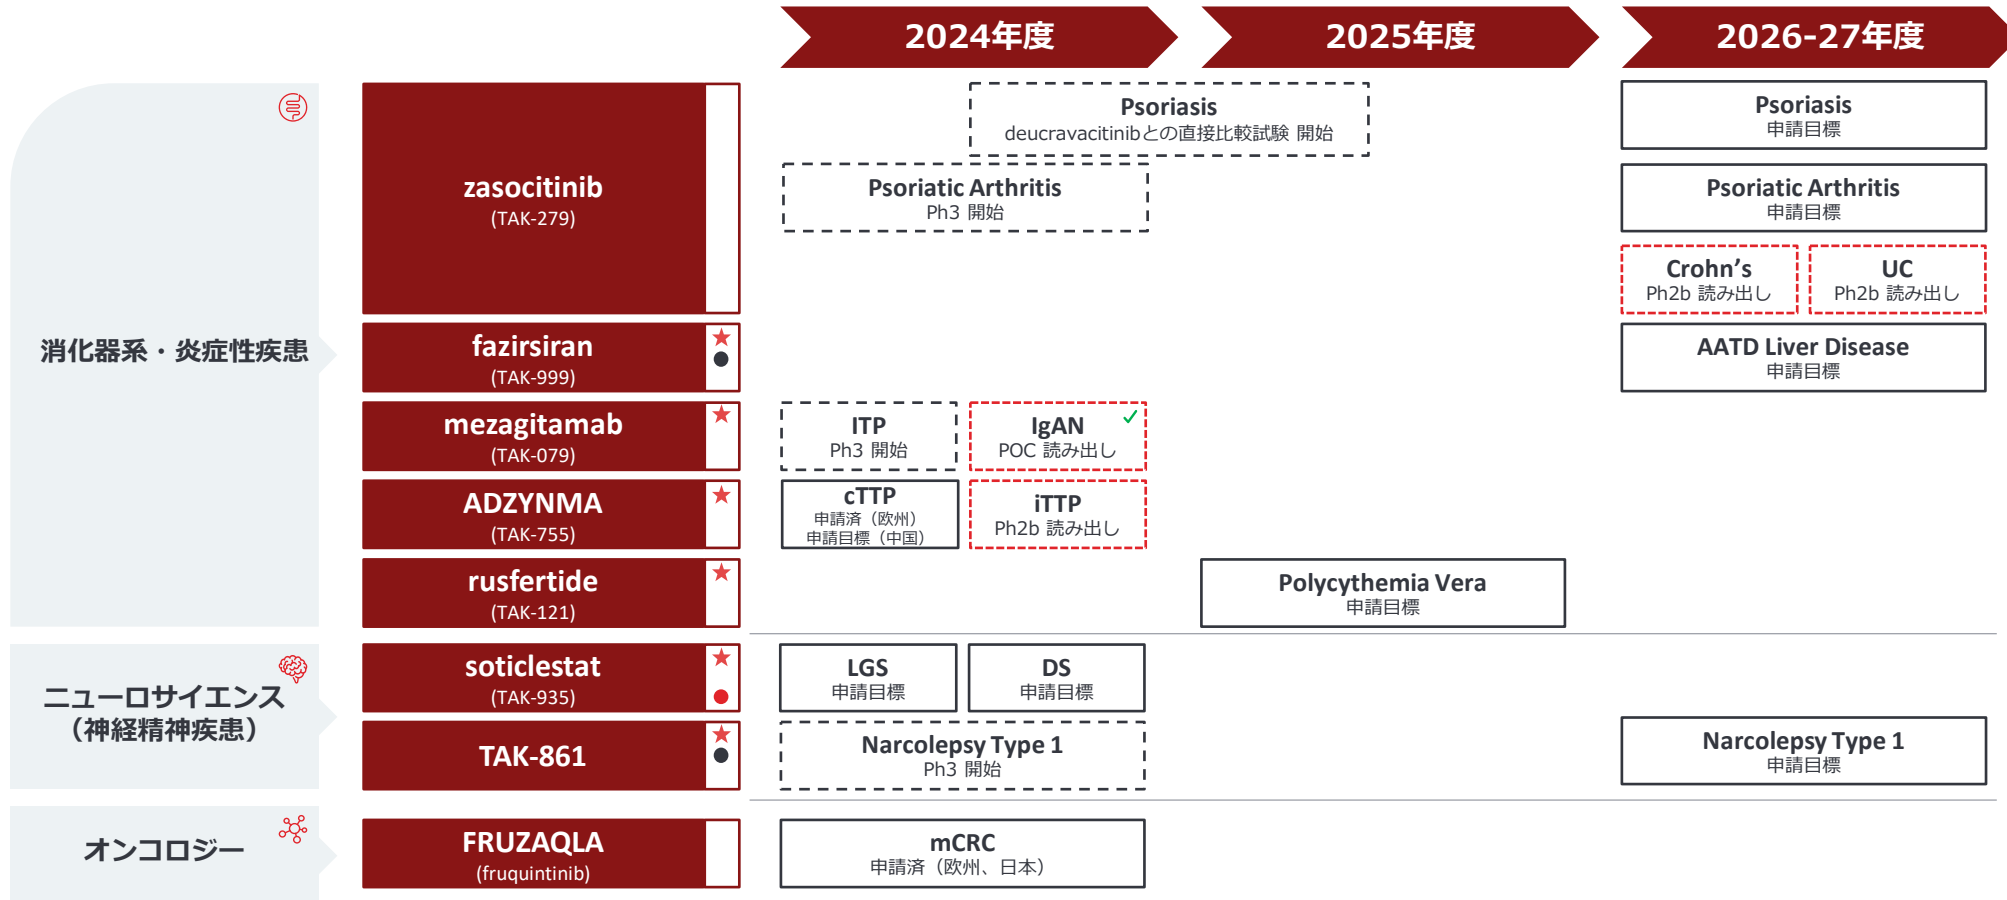 2024年度
2025年度
2026-27年度
消化器系・炎症性疾患
zasocitinib
(TAK-279)
Psoriasis
deucravacitinibとの直接比較試験 開始
Psoriasis
申請目標
Psoriatic Arthritis
Ph3 開始
Psoriatic Arthritis
申請目標
Crohn’s
Ph2b 読み出し
UC
Ph2b 読み出し
fazirsiran
(TAK-999)
AATD Liver Disease
申請目標
mezagitamab
(TAK-079)
ITP
Ph3 開始
IgAN
POC 読み出し
ADZYNMA
(TAK-755)
cTTP
申請済（欧州）
申請目標（中国）
iTTP
Ph2b 読み出し
rusfertide
(TAK-121)
Polycythemia Vera
申請目標
ニューロサイエンス
（神経精神疾患）
soticlestat
(TAK-935)
LGS
申請目標
DS
申請目標
TAK-861
Narcolepsy Type 1
Ph3 開始
Narcolepsy Type 1
申請目標
オンコロジー
FRUZAQLA
(fruquintinib)
mCRC
申請済（欧州、日本）